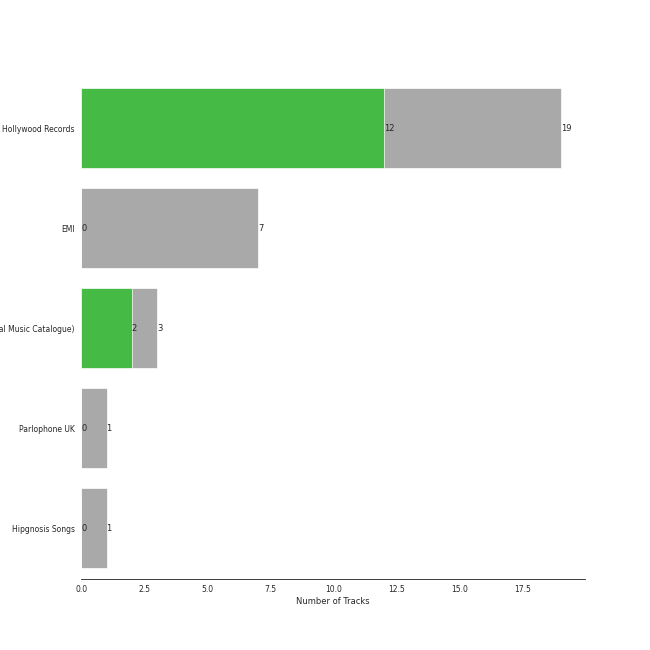 Hollywood Records 12 19
EMI 0 7
al Music Catalogue) 2 3
Parlophone UK 0 1
Hipgnosis Songs 0 1
0.0 2.5 5.0 7.5 10.0 12.5 15.0 17.5
Number of Tracks